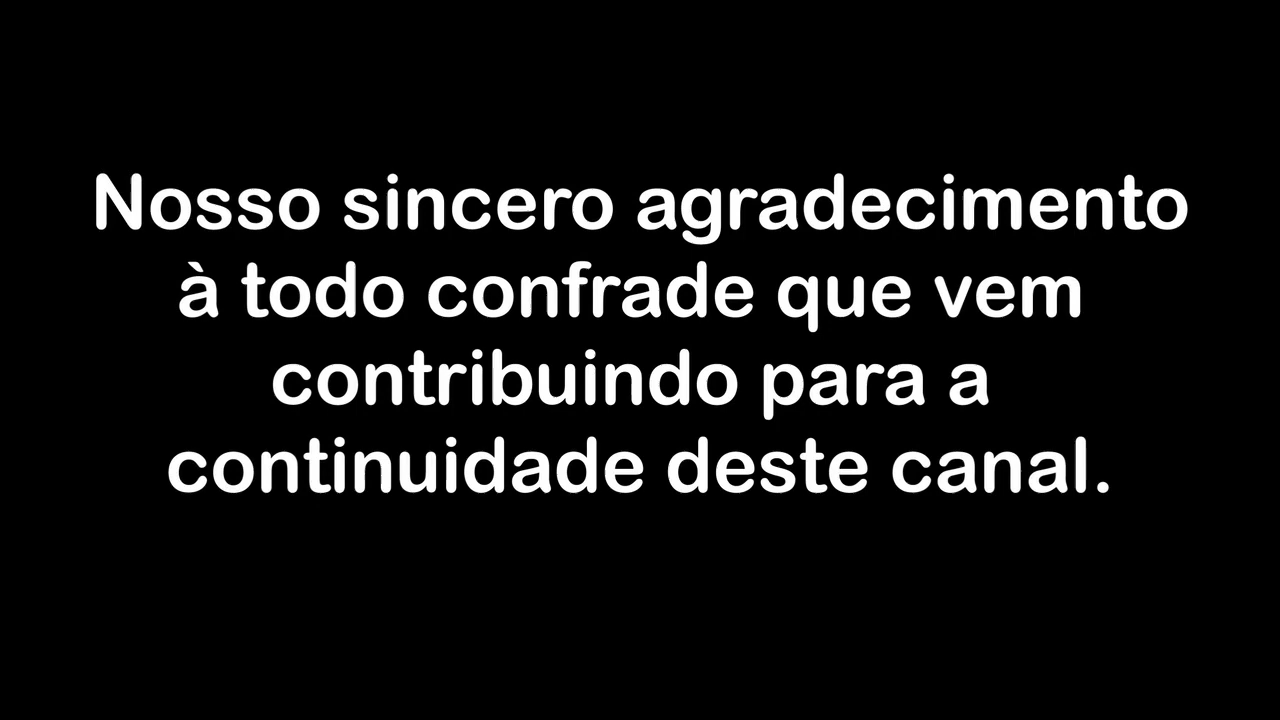 Nosso sincero agradecimento
à todo confrade que vem
contribuindo para a
continuidade deste canal.